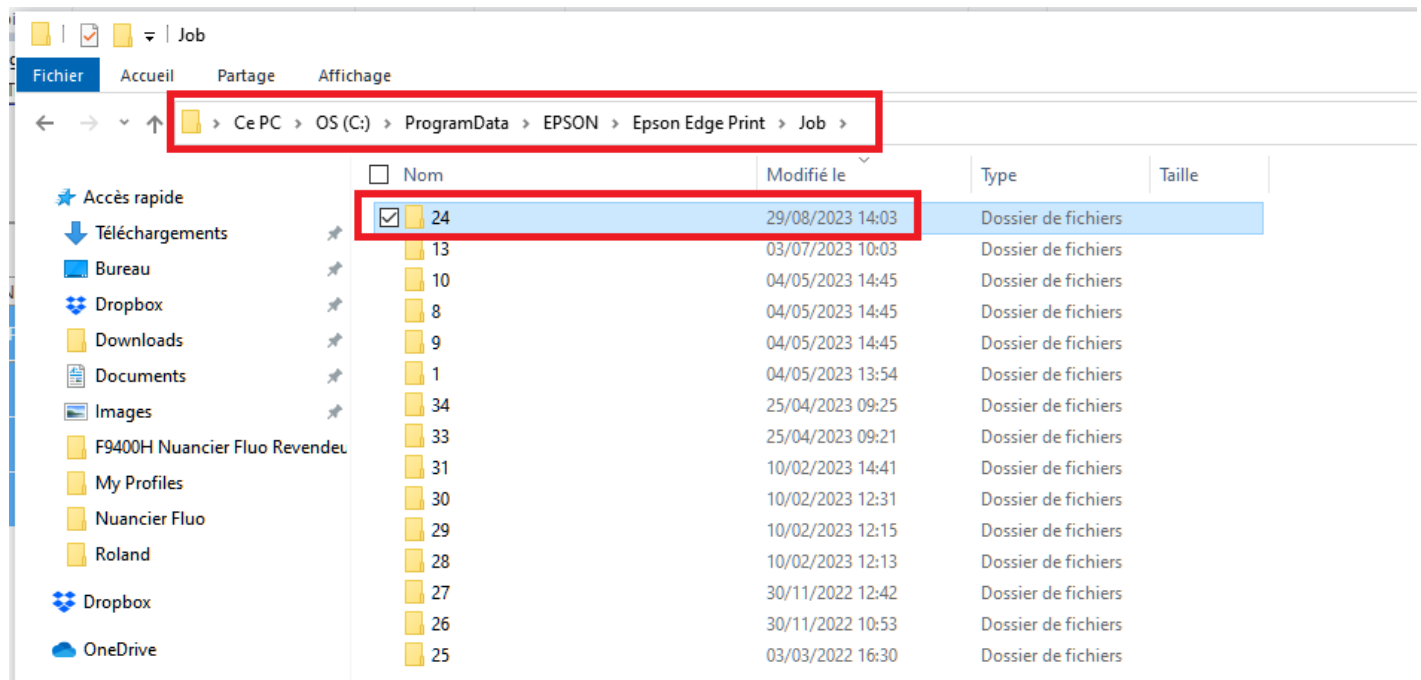 Job
Fichier Accueil Partage Affichage
Ce PC > OS (C:) > ProgramData > EPSON > Epson Edge Print > Job >
Nom Modifié le Type Taille
Accès rapide
Téléchargements
Bureau
Dropbox
Downloads
Documents
Images
F9400H Nuancier Fluo Revendeu
My Profiles
Nuancier Fluo
Roland
Dropbox
OneDrive
24 29/08/2023 14:03 Dossier de fichiers
13 03/07/2023 10:03 Dossier de fichiers
10 04/05/2023 14:45 Dossier de fichiers
8 04/05/2023 14:45 Dossier de fichiers
9 04/05/2023 14:45 Dossier de fichiers
1 04/05/2023 13:54 Dossier de fichiers
34 25/04/2023 09:25 Dossier de fichiers
33 25/04/2023 09:21 Dossier de fichiers
31 10/02/2023 14:41 Dossier de fichiers
30 10/02/2023 12:31 Dossier de fichiers
29 10/02/2023 12:15 Dossier de fichiers
28 10/02/2023 12:13 Dossier de fichiers
27 30/11/2022 12:42 Dossier de fichiers
26 30/11/2022 10:53 Dossier de fichiers
25 03/03/2022 16:30 Dossier de fichiers